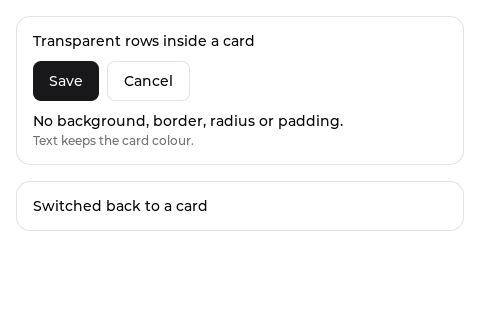 Transparent rows inside a card
Save Cancel
No background, border, radius or padding.
Text keeps the card colour.
Switched back to a card